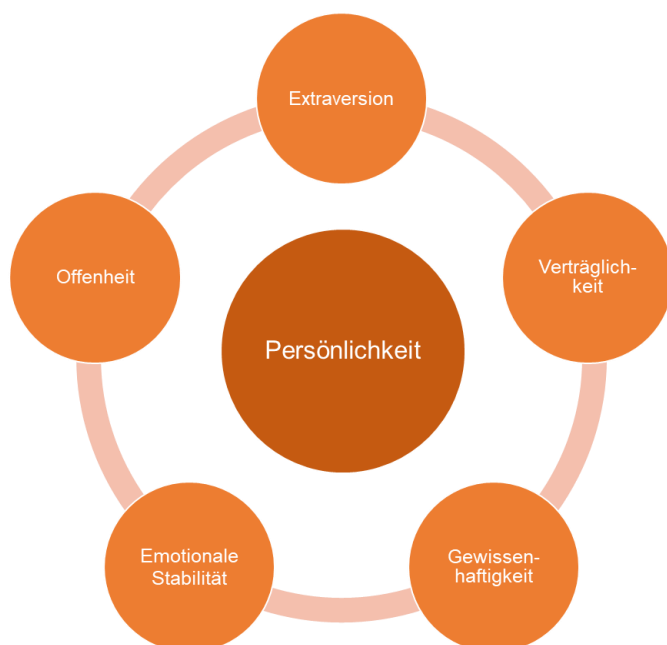 Extraversion
Offenheit
Verträglich-
keit
Persönlichkeit
Emotionale
Stabilität
Gewissen-
haftigkeit